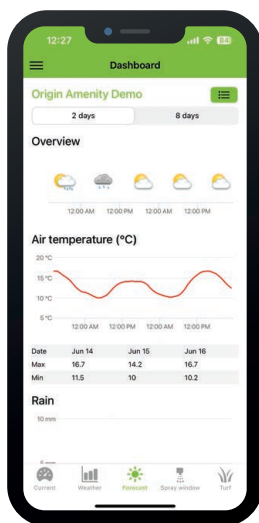 12:27 84
Dashboard
Origin Amenity Demo
2 days 8 days
Overview
12:00 AM 12:00 PM 12:00 AM 12:00 PM
Air temperature (°C)
20 °C
15 °C
10 °C
5 °C
12:00 AM 12:00 PM 12:00 AM 12:00 PM
Date Jun 14 Jun 15 Jun 16
Max 16.7 14.2 16.7
Min 11.5 10 10.2
Rain
10 mm
Current Weather Forecast Spray window Turf